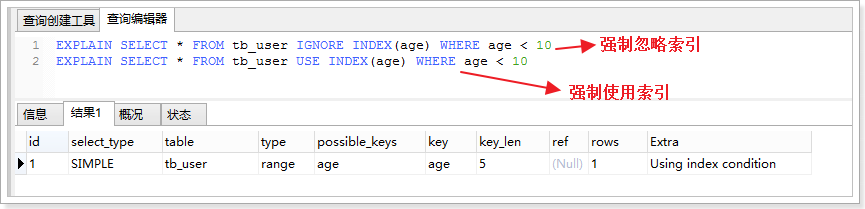 查询创建工具 查询编辑器
1 EXPLAIN SELECT * FROM tb_user IGNORE INDEX(age) WHERE age < 10 强制忽略索引
2 EXPLAIN SELECT * FROM tb_user USE INDEX(age) WHERE age < 10
强制使用索引
信息 结果1 概况 状态
id select_type table type possible_keys key key_len ref rows Extra
1 SIMPLE tb_user range age age 5 (Null) 1 Using index condition